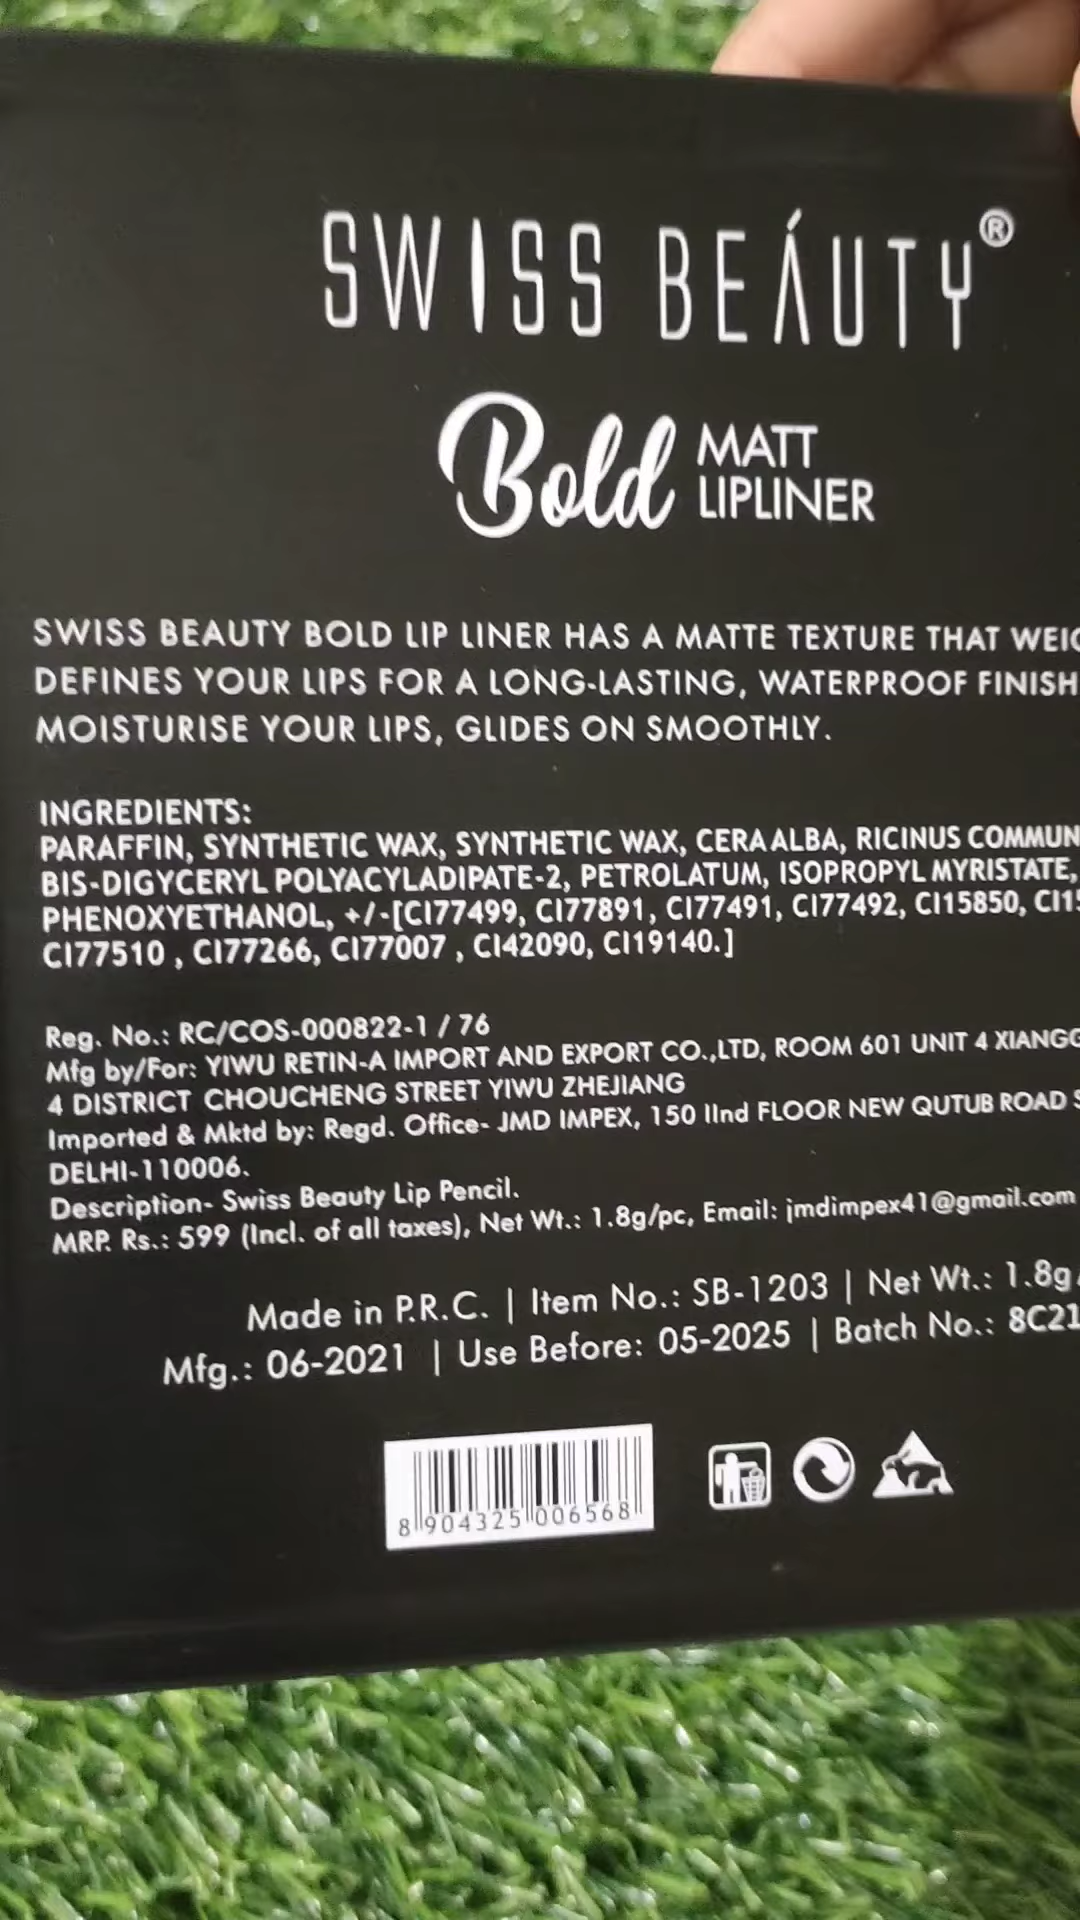 SWISS BEÁUTY®
Bold MATT
LIPLINER
SWISS BEAUTY BOLD LIP LINER HAS A MATTE TEXTURE THAT
DEFINES YOUR LIPS FOR A LONG-LASTING, WATERPROOF FINISH
MOISTURISE YOUR LIPS, GLIDES ON SMOOTHLY.
INGREDIENTS:
PARAFFIN, SYNTHETIC WAX, SYNTHETIC WAX, CERA ALBA, RICINUS
BIS-DIGYCERYL POLYACYLADIPATE-2, PETROLATUM, ISOPROPYL MYRISTATE,
PHENOXYETHANOL, +/-[CI77499, CI77891, CI77491, CI77492, CI15850,
CI77510 , CI77266, CI77007 , CI42090, CI19140.]
Reg. No.: RC/COS-000822-1 / 76
Mfg by/For: YIWU RETIN-A IMPORT AND EXPORT CO.,LTD, ROOM 601 UNIT 4
4 DISTRICT CHOUCHENG STREET YIWU ZHEJIANG
Imported & Mktd by: Regd. Office- JMD IMPEX, 150 IInd FLOOR NEW QUTUB ROAD
DELHI-110006.
Description- Swiss Beauty Lip Pencil.
MRP. Rs.: 599 (Incl. of all taxes), Net Wt.: 1.8g/pc, Email: jmdimpex41@gmail.com
Made in P.R.C. | Item No.: SB-1203 | Net Wt.: 1.8g
Mfg.: 06-2021 | Use Before: 05-2025 | Batch No.: 8C21
8 904325 006568